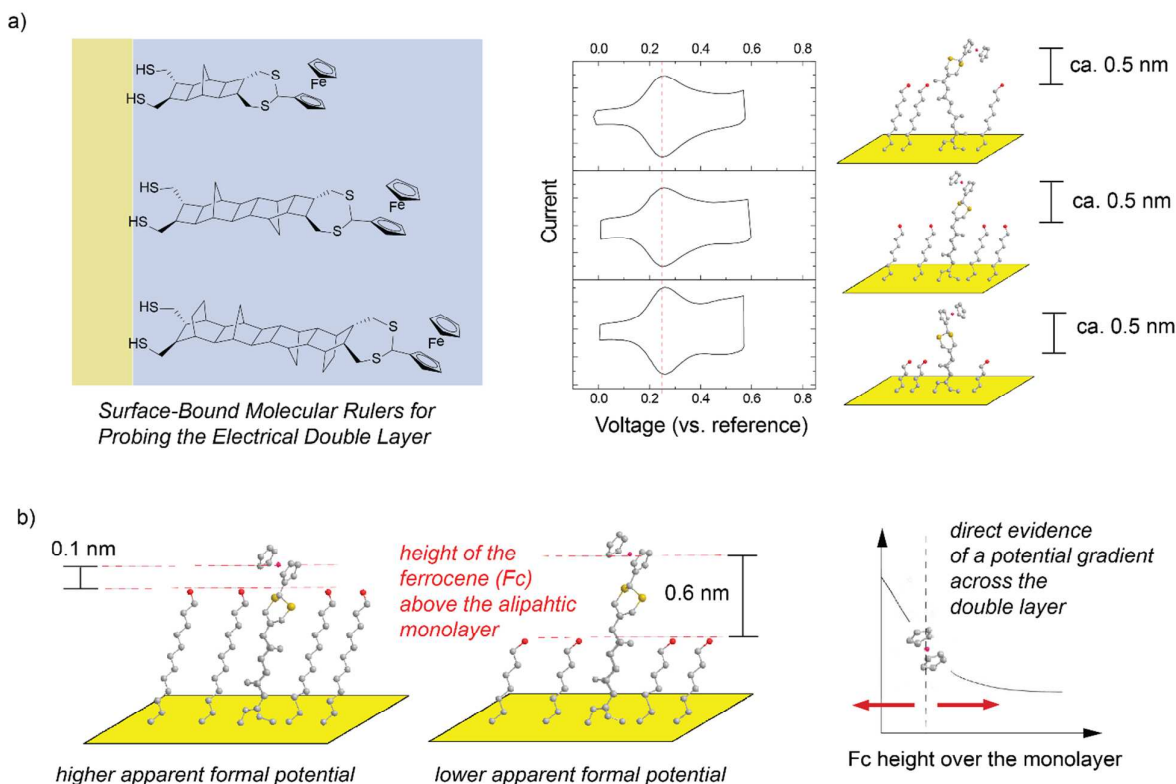 a)
HS
HS
S
S
Fe
HS
HS
S
S
Fe
HS
HS
S
S
Fe
Surface-Bound Molecular Rulers for
Probing the Electrical Double Layer
0.0 0.2 0.4 0.6 0.8
Current
0.0 0.2 0.4 0.6 0.8
Voltage (vs. reference)
ca. 0.5 nm
ca. 0.5 nm
ca. 0.5 nm
b)
0.1 nm
higher apparent formal potential
height of the
ferrocene (Fc)
above the alipahtic
monolayer
0.6 nm
lower apparent formal potential
direct evidence
of a potential gradient
across the
double layer
Fc height over the monolayer